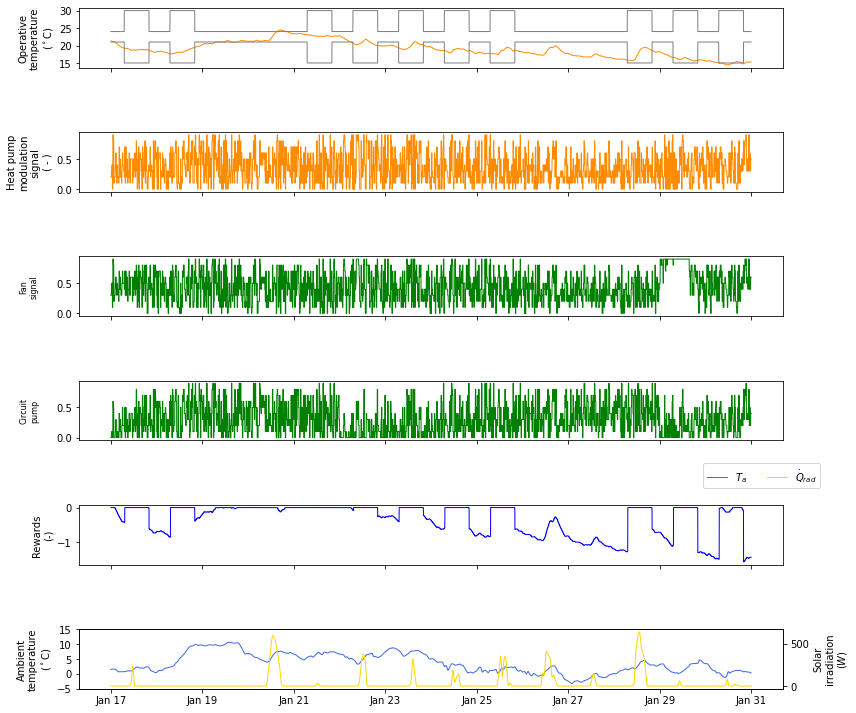 Operative
temperature
(°C)
30
25
20
15
Heat pump
modulation
signal
( - )
0.5
0.0
Fan
signal
0.5
0.0
Circuit
pump
0.5
0.0
T_a Q̇_rad
Rewards
(-)
0
−1
Ambient
temperature
(°C)
15
10
5
0
−5
500
0
Solar
irradiation
(W)
Jan 17 Jan 19 Jan 21 Jan 23 Jan 25 Jan 27 Jan 29 Jan 31